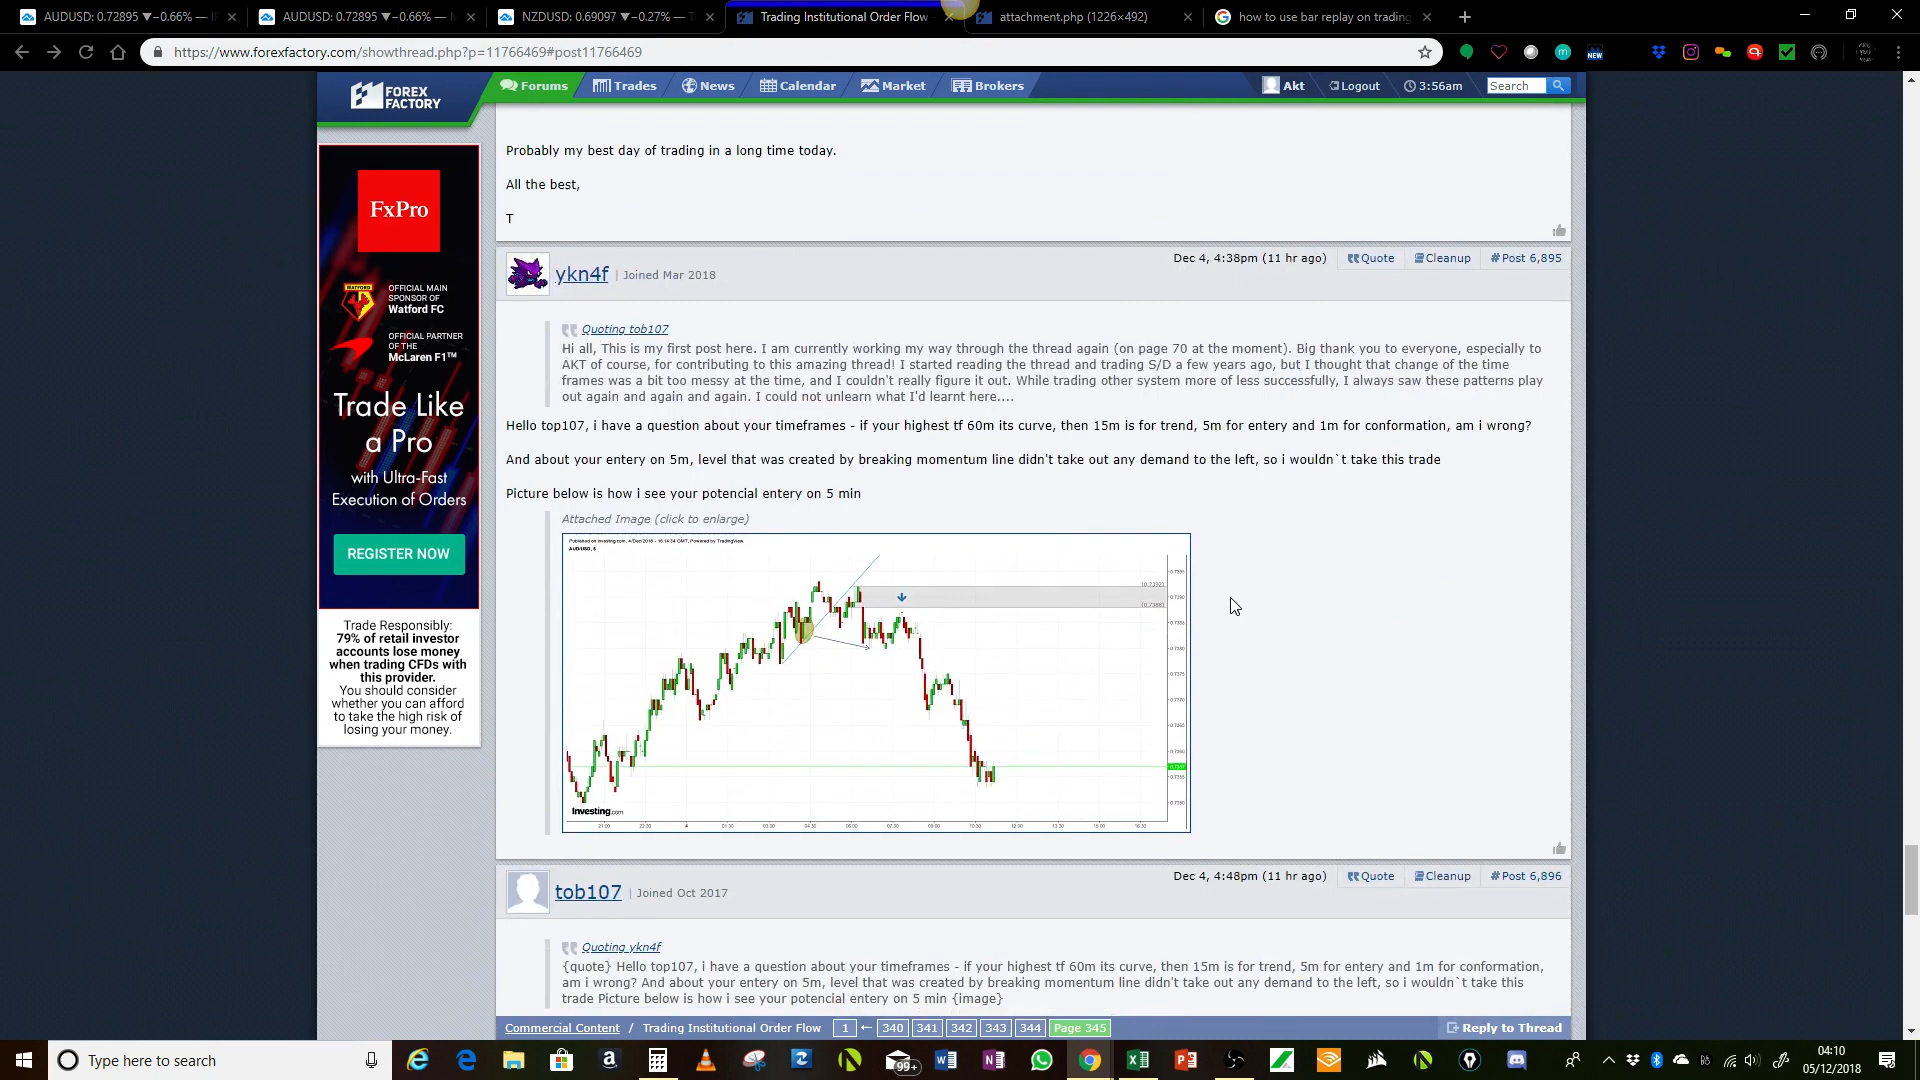 AUDUSD: 0.72895 ▼−0.66% —
AUDUSD: 0.72895 ▼−0.66% —
NZDUSD: 0.69097 ▼−0.27% —
Trading Institutional Order Flow
attachment.php (1226×492)
how to use bar replay on trading
https://www.forexfactory.com/showthread.php?p=11766469#post11766469
NEW
FOREX
FACTORY
Forums
Trades
News
Calendar
Market
Brokers
Akt
Logout
3:56am
Search
Probably my best day of trading in a long time today.
All the best,
T
FxPro
OFFICIAL MAIN
SPONSOR OF
Watford FC
OFFICIAL PARTNER
OF THE
McLaren F1™
Trade Like
a Pro
with Ultra-Fast
Execution of Orders
REGISTER NOW
Trade Responsibly:
79% of retail investor
accounts lose money
when trading CFDs with
this provider.
You should consider
whether you can afford
to take the high risk of
losing your money.
ykn4f | Joined Mar 2018
Dec 4, 4:38pm (11 hr ago)
Quote
Cleanup
#Post 6,895
Quoting tob107
Hi all, This is my first post here. I am currently working my way through the thread again (on page 70 at the moment). Big thank you to everyone, especially to
AKT of course, for contributing to this amazing thread! I started reading the thread and trading S/D a few years ago, but I thought that change of the time
frames was a bit too messy at the time, and I couldn't really figure it out. While trading other system more of less successfully, I always saw these patterns play
out again and again and again. I could not unlearn what I'd learnt here....
Hello top107, i have a question about your timeframes - if your highest tf 60m its curve, then 15m is for trend, 5m for entery and 1m for conformation, am i wrong?
And about your entery on 5m, level that was created by breaking momentum line didn't take out any demand to the left, so i wouldn`t take this trade
Picture below is how i see your potencial entery on 5 min
Attached Image (click to enlarge)
Published on Investing.com, 4/Dec/2018 - 16:14:34 GMT, Powered by TradingView.
AUD/USD, 5
Investing.com
tob107 | Joined Oct 2017
Dec 4, 4:48pm (11 hr ago)
Quote
Cleanup
#Post 6,896
Quoting ykn4f
{quote} Hello top107, i have a question about your timeframes - if your highest tf 60m its curve, then 15m is for trend, 5m for entery and 1m for conformation,
am i wrong? And about your entery on 5m, level that was created by breaking momentum line didn't take out any demand to the left, so i wouldn`t take this
trade Picture below is how i see your potencial entery on 5 min {image}
Commercial Content / Trading Institutional Order Flow 1 ← 340 341 342 343 344 Page 345
Reply to Thread
Type here to search
99+
04:10
05/12/2018